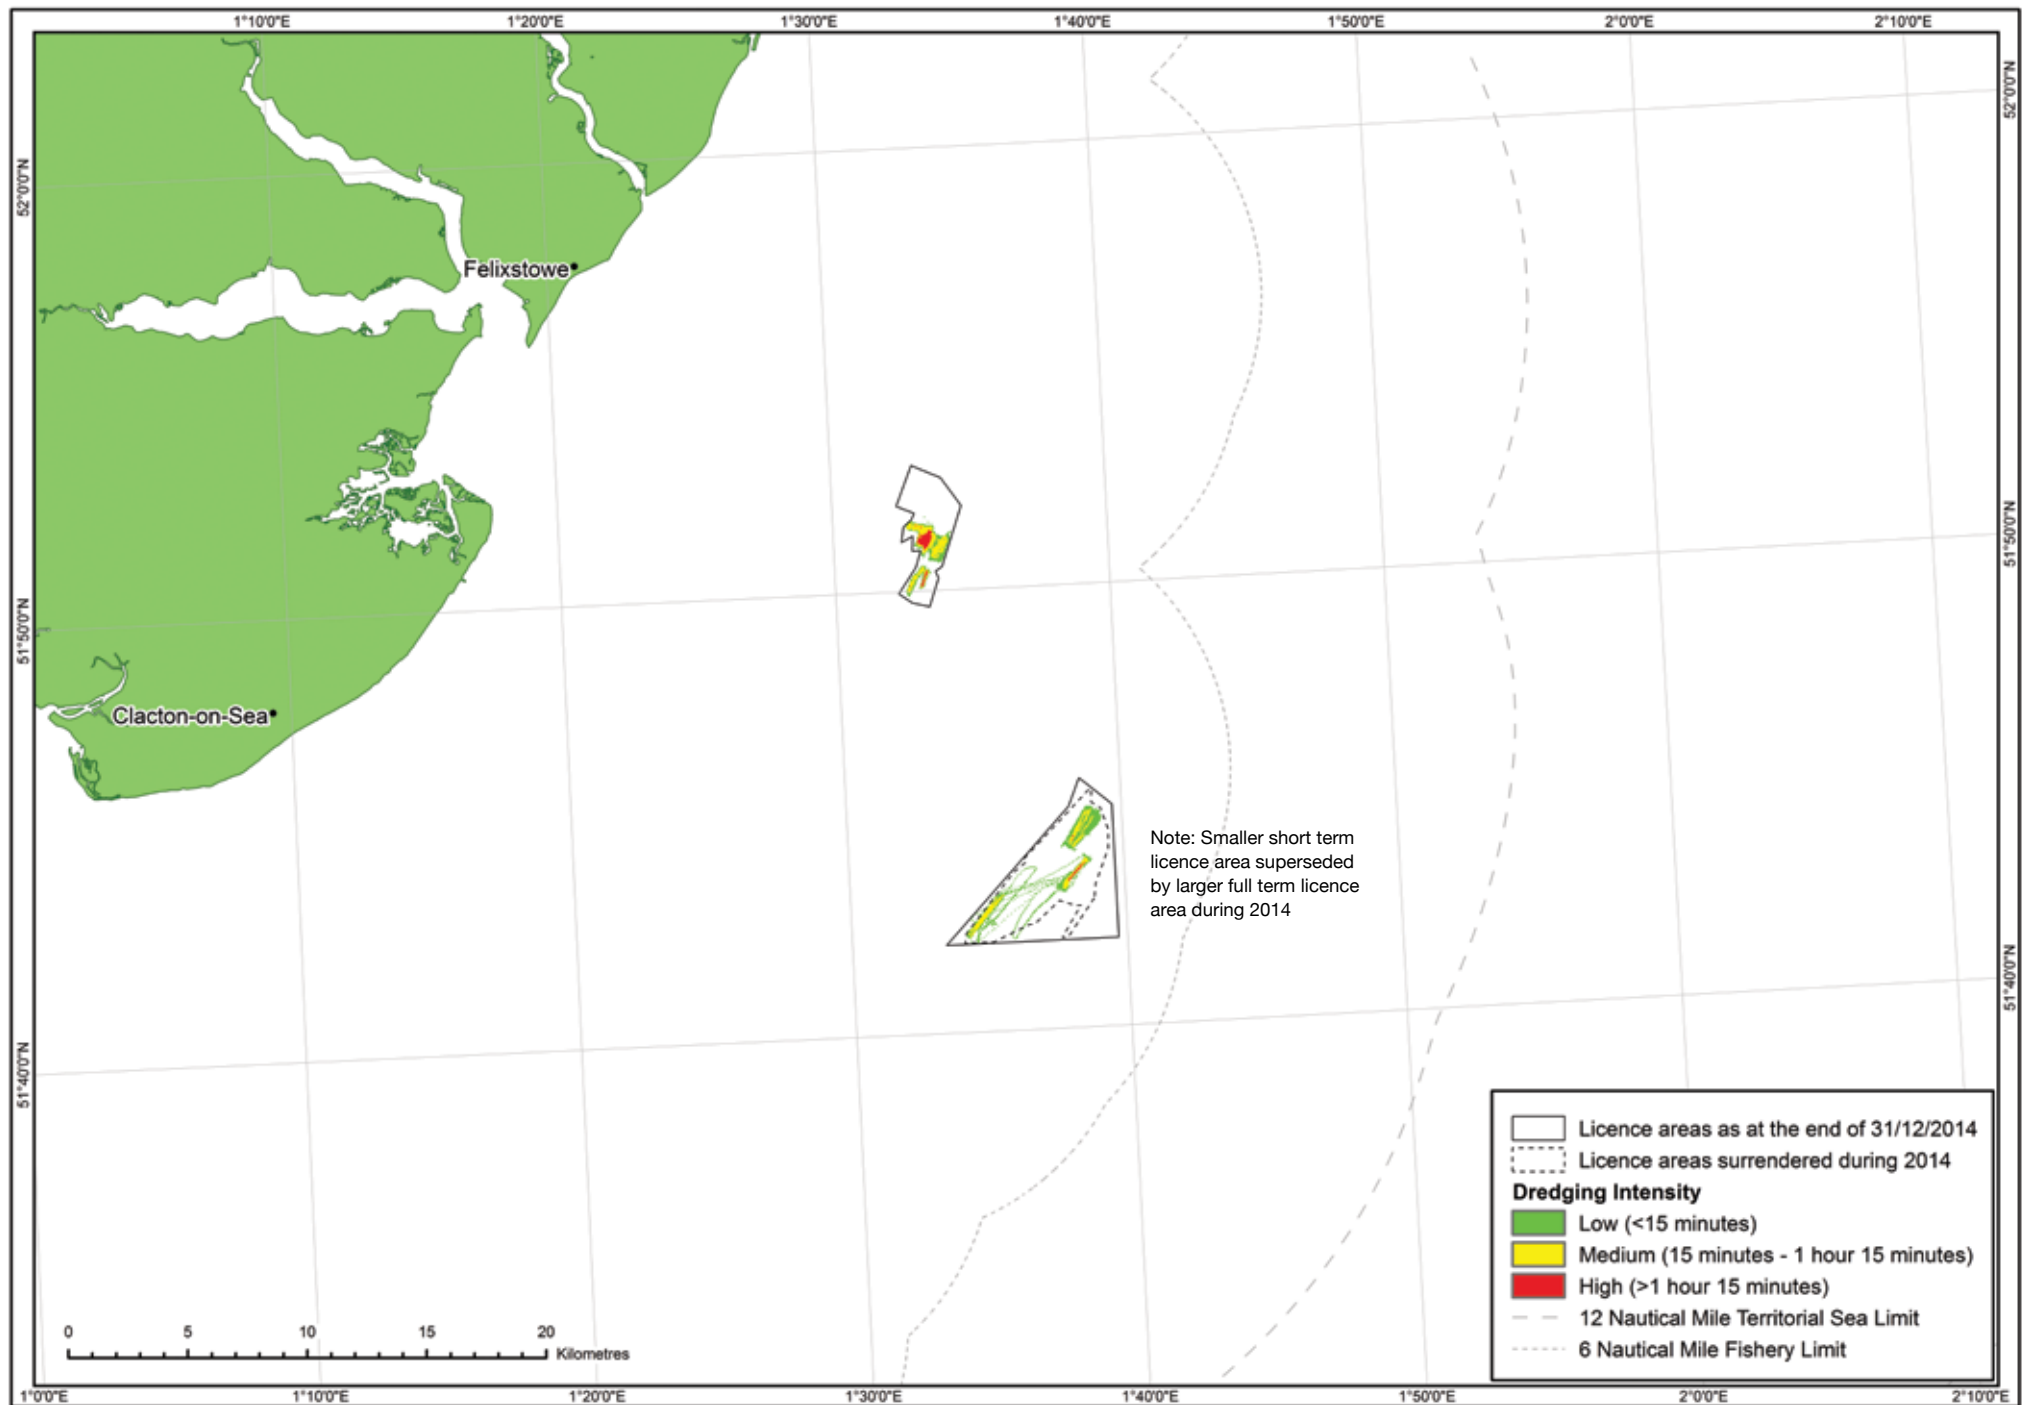 1°10'0"E 1°20'0"E 1°30'0"E 1°40'0"E 1°50'0"E 2°0'0"E 2°10'0"E
52°0'0"N
52°0'0"N
Felixstowe
51°50'0"N
51°50'0"N
Clacton-on-Sea
Note: Smaller short term
licence area superseded
by larger full term licence
area during 2014
51°40'0"N
51°40'0"N
Licence areas as at the end of 31/12/2014
Licence areas surrendered during 2014
Dredging Intensity
Low (<15 minutes)
Medium (15 minutes - 1 hour 15 minutes)
High (>1 hour 15 minutes)
12 Nautical Mile Territorial Sea Limit
6 Nautical Mile Fishery Limit
0 5 10 15 20
Kilometres
1°0'0"E 1°10'0"E 1°20'0"E 1°30'0"E 1°40'0"E 1°50'0"E 2°0'0"E 2°10'0"E